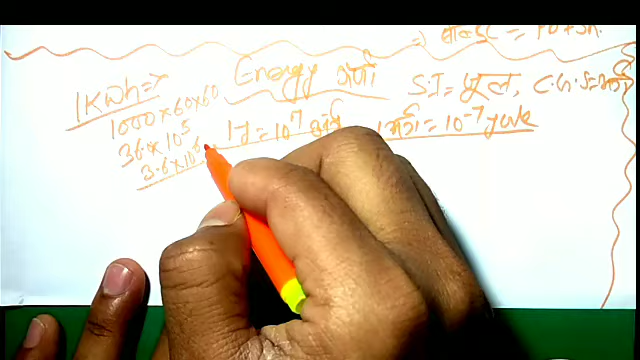 Energy ऊर्जा
S.I = जूल, C.G.S = अर्ग
1KWh =>
1000 × 60 × 60
36 × 10⁵
3.6 × 10⁶
1J = 10⁷ अर्ग
1अर्ग = 10⁻⁷